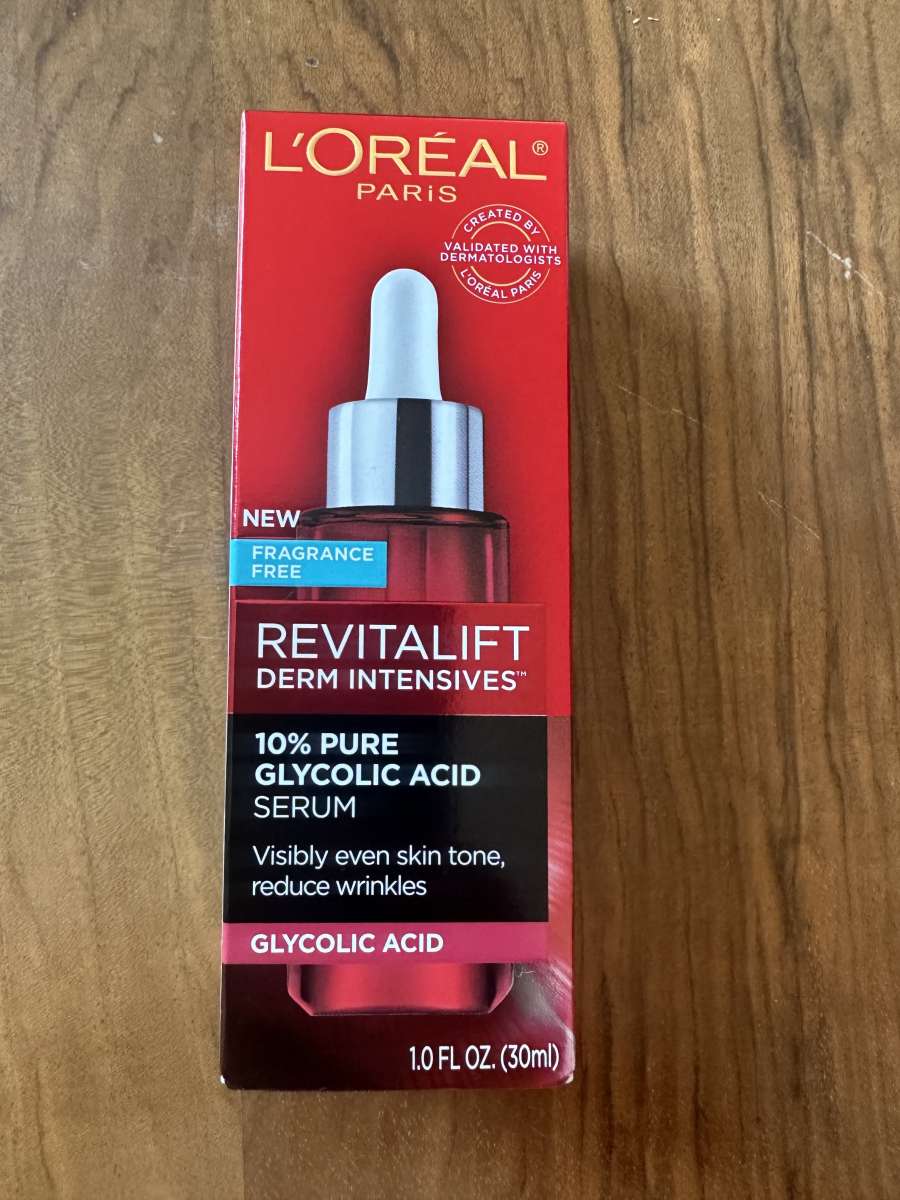 L'ORÉAL®
PARiS
CREATED BY
VALIDATED WITH
DERMATOLOGISTS
L'ORÉAL PARIS
NEW
FRAGRANCE
FREE
REVITALIFT
DERM INTENSIVES™
10% PURE
GLYCOLIC ACID
SERUM
Visibly even skin tone,
reduce wrinkles
GLYCOLIC ACID
1.0 FL OZ. (30ml)